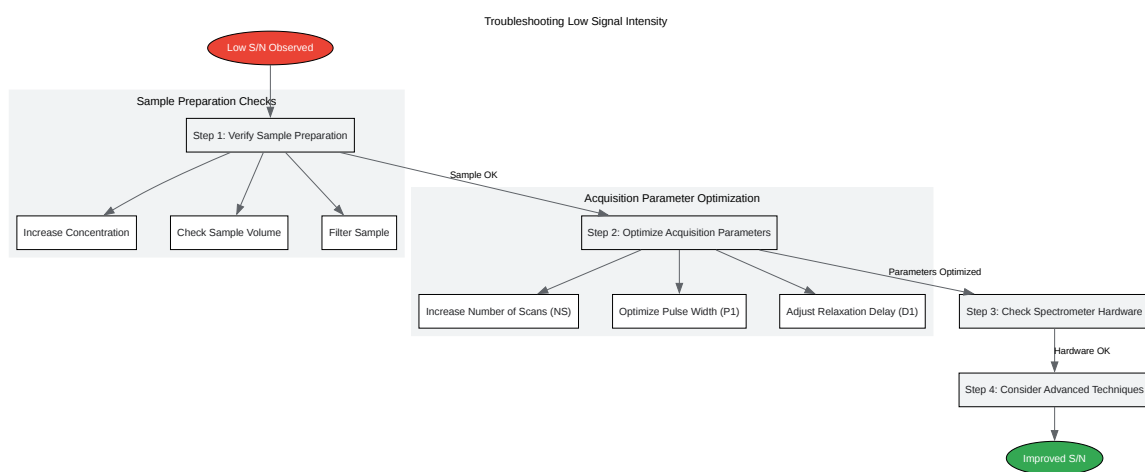 Troubleshooting Low Signal Intensity
Low S/N Observed
Sample Preparation Checks
Step 1: Verify Sample Preparation
Sample OK
Increase Concentration
Check Sample Volume
Filter Sample
Acquisition Parameter Optimization
Step 2: Optimize Acquisition Parameters
Parameters Optimized
Increase Number of Scans (NS)
Optimize Pulse Width (P1)
Adjust Relaxation Delay (D1)
Step 3: Check Spectrometer Hardware
Hardware OK
Step 4: Consider Advanced Techniques
Improved S/N